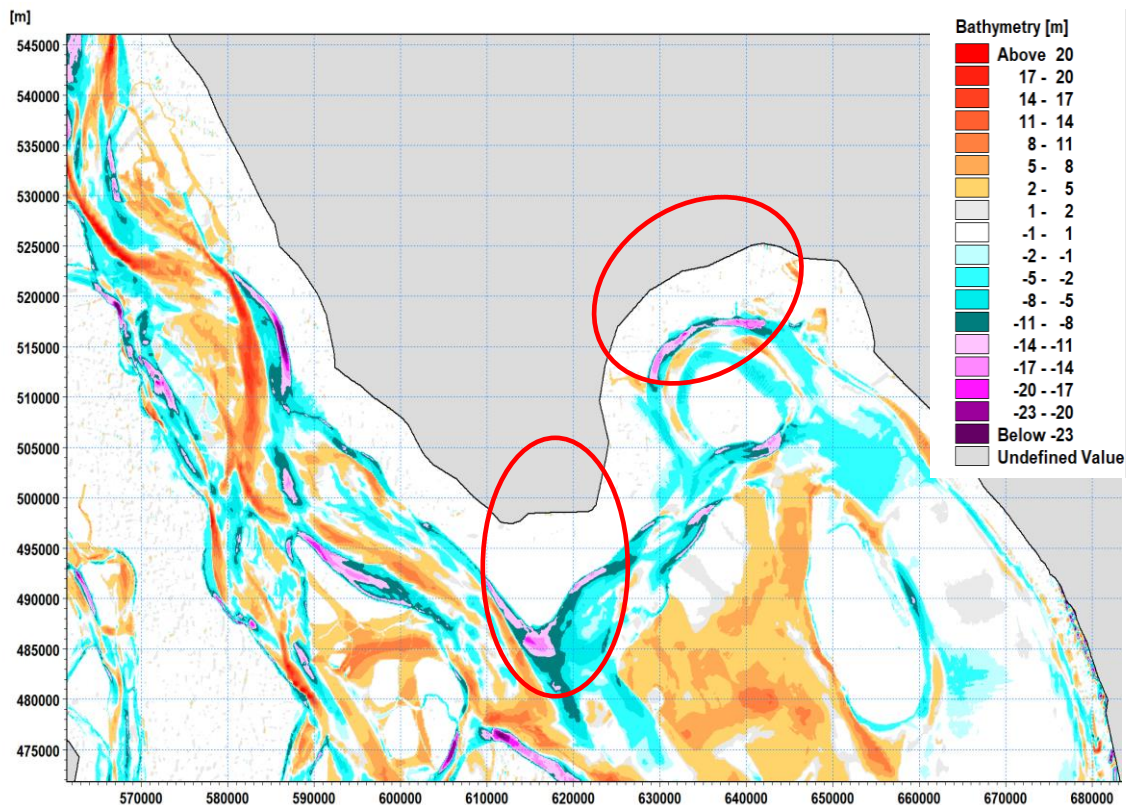 [m]
545000
540000
535000
530000
525000
520000
515000
510000
505000
500000
495000
490000
485000
480000
475000
570000 580000 590000 600000 610000 620000 630000 640000 650000 660000 670000 680000
Bathymetry [m]
Above 20
17 - 20
14 - 17
11 - 14
8 - 11
5 - 8
2 - 5
1 - 2
-1 - 1
-2 - -1
-5 - -2
-8 - -5
-11 - -8
-14 - -11
-17 - -14
-20 - -17
-23 - -20
Below -23
Undefined Value